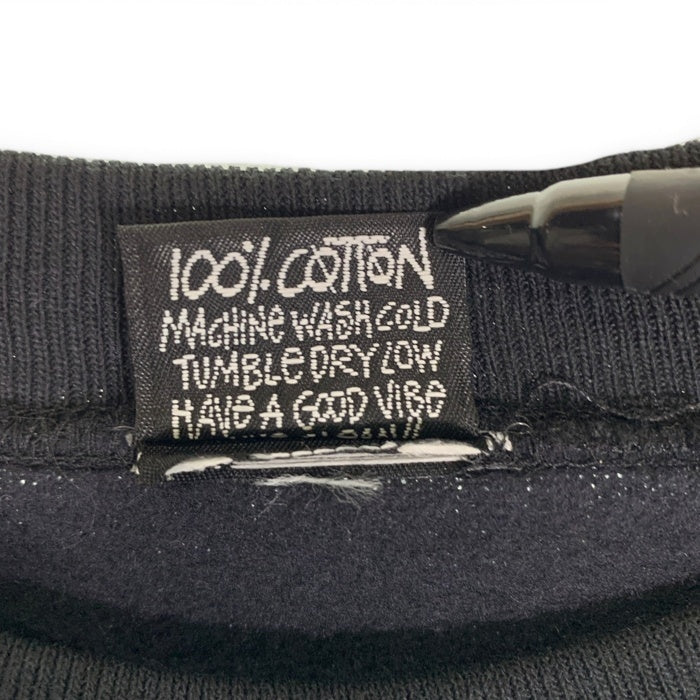 100% COTTON
MACHINE WASH COLD
TUMBLE DRY LOW
HAVE A GOOD VIBE